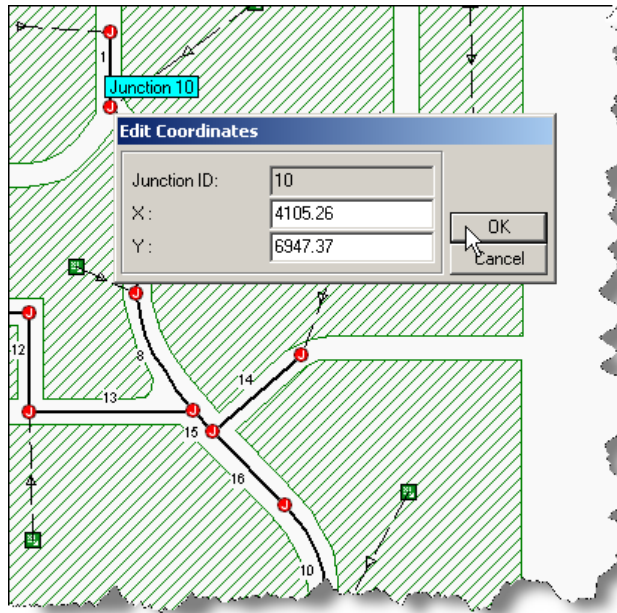 1
Junction 10
Edit Coordinates
Junction ID: 10
X: 4105.26
Y: 6947.37
OK
Cancel
J
J
J
J
J
J
J
J
J
12
8
14
13
15
16
10